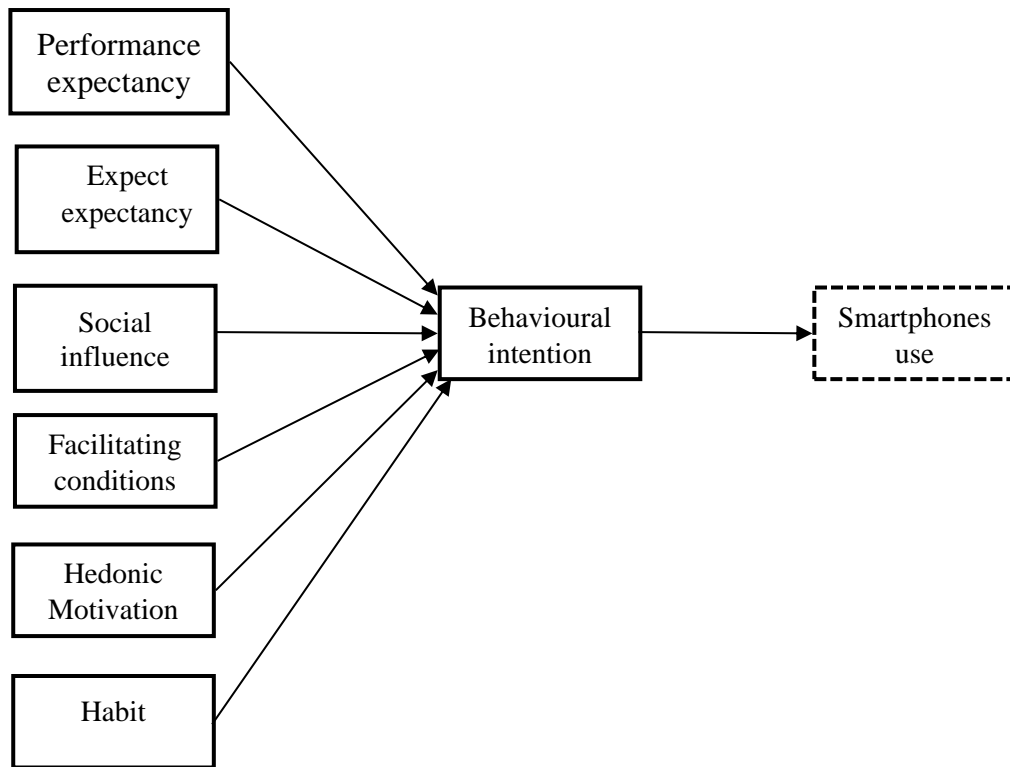 Performance
expectancy
Expect
expectancy
Social
influence
Facilitating
conditions
Hedonic
Motivation
Habit
Behavioural
intention
Smartphones
use